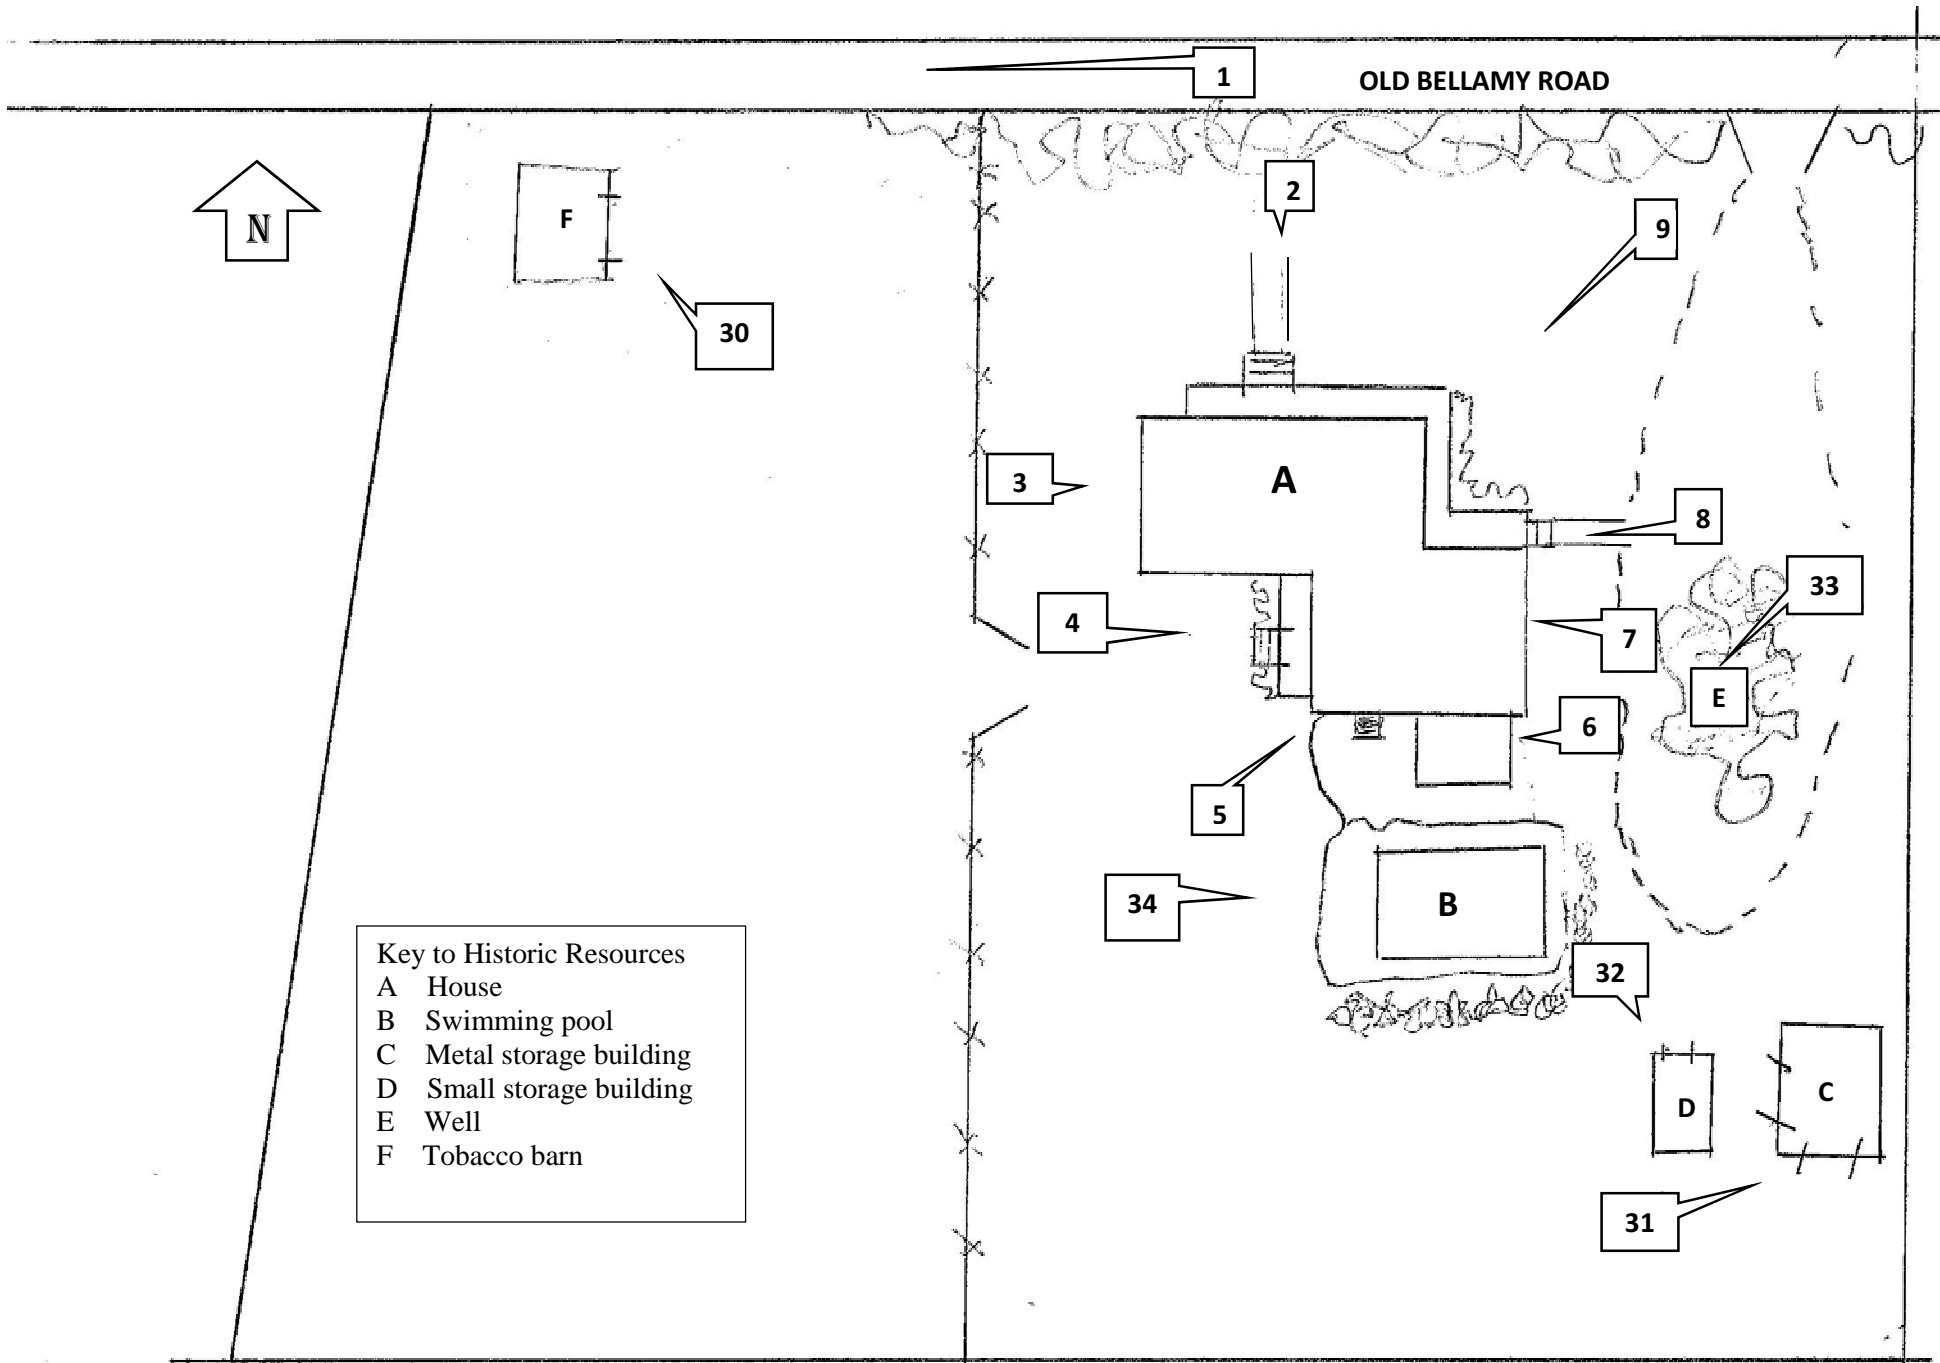 1
OLD BELLAMY ROAD
2
F
N
9
30
3
A
8
33
4
7
E
6
5
34
B
32
Key to Historic Resources
A House
B Swimming pool
C Metal storage building
D Small storage building
E Well
F Tobacco barn
D
C
31